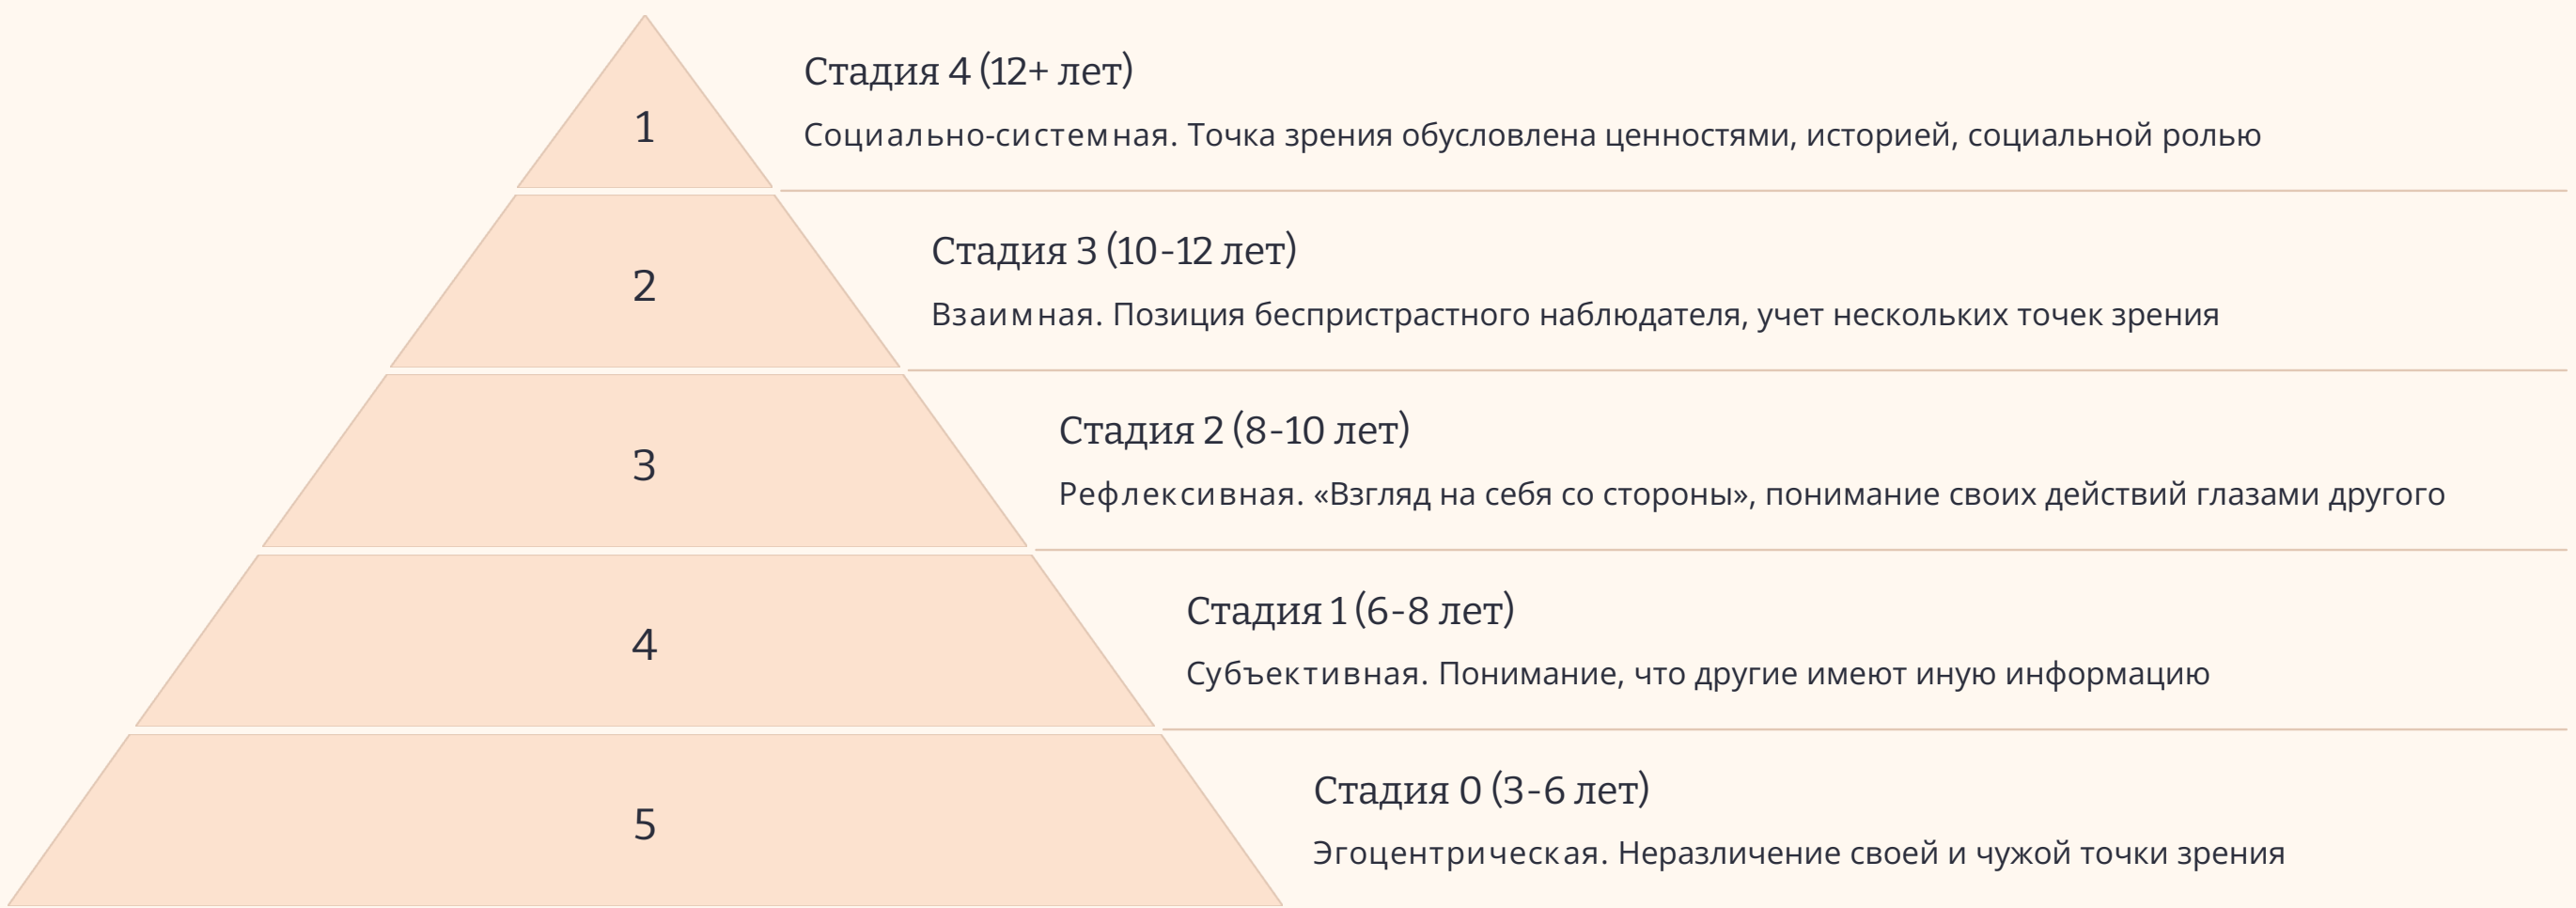 1
Стадия 4 (12+ лет)
Социально-системная. Точка зрения обусловлена ценностями, историей, социальной ролью
2
Стадия 3 (10-12 лет)
Взаимная. Позиция беспристрастного наблюдателя, учет нескольких точек зрения
3
Стадия 2 (8-10 лет)
Рефлексивная. «Взгляд на себя со стороны», понимание своих действий глазами другого
4
Стадия 1 (6-8 лет)
Субъективная. Понимание, что другие имеют иную информацию
5
Стадия 0 (3-6 лет)
Эгоцентрическая. Неразличение своей и чужой точки зрения